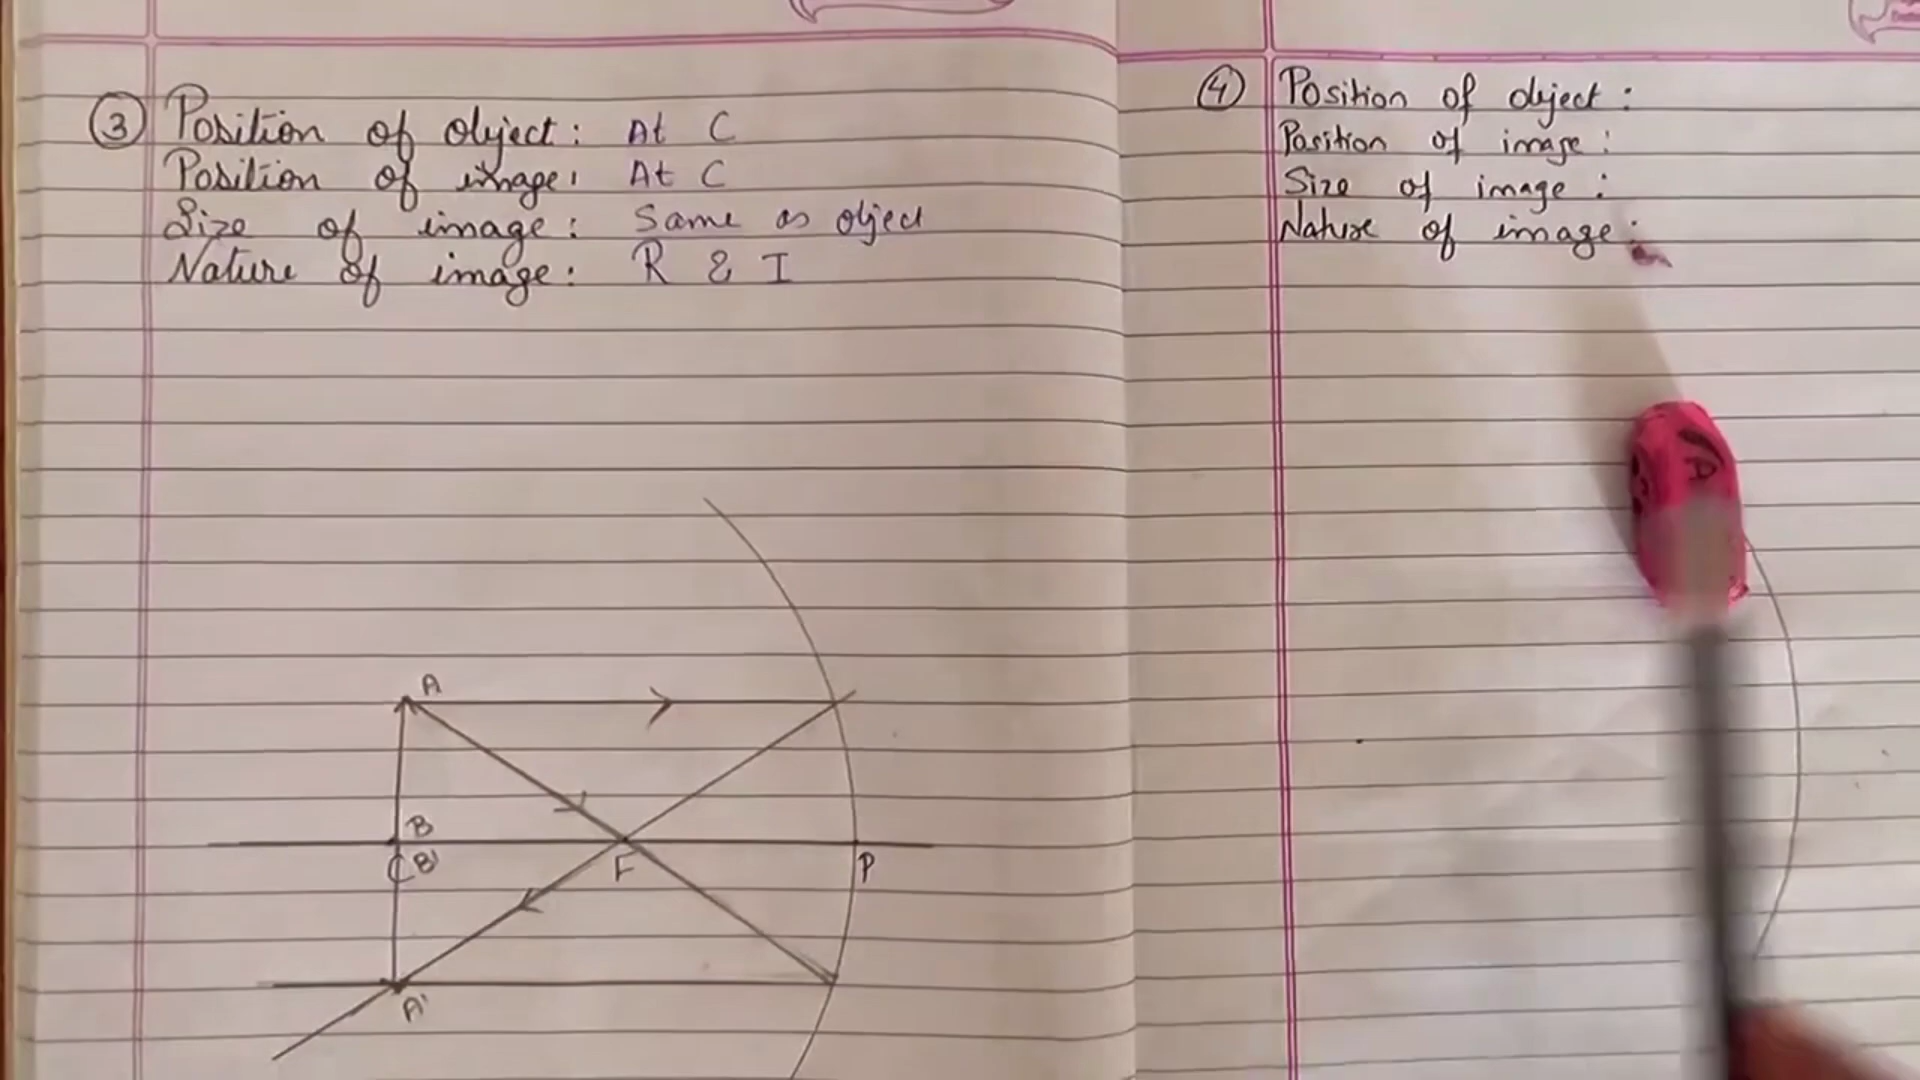 ③ Position of object: At C
Position of image: At C
Size of image: Same as object
Nature of image: R & I
A
B
C B'
F
P
A'
④ Position of object:
Position of image:
Size of image:
Nature of image: